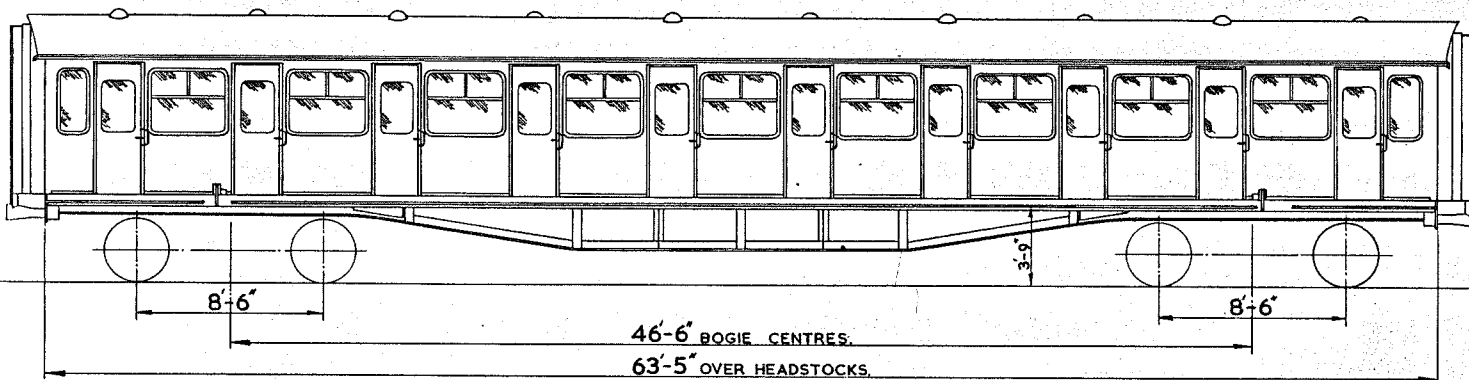 3'-9"
8'-6"
8'-6"
46'-6" BOGIE CENTRES.
63'-5" OVER HEADSTOCKS.